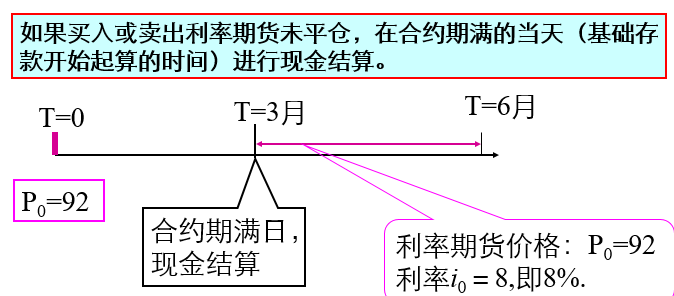 如果买入或卖出利率期货未平仓，在合约期满的当天（基础存
款开始起算的时间）进行现金结算。
T=0
T=3月
T=6月
P₀=92
合约期满日，
现金结算
利率期货价格：P₀=92
利率i₀＝8,即8%.